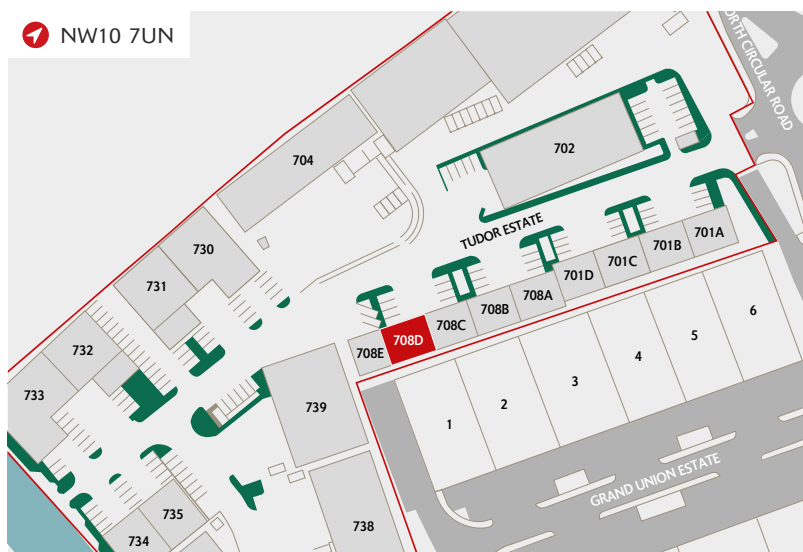 NW10 7UN
NORTH CIRCULAR ROAD
704
702
TUDOR ESTATE
730
731
732
733
701A
701B
701C
701D
708A
708B
708C
708D
708E
739
738
735
734
1
2
3
4
5
6
GRAND UNION ESTATE